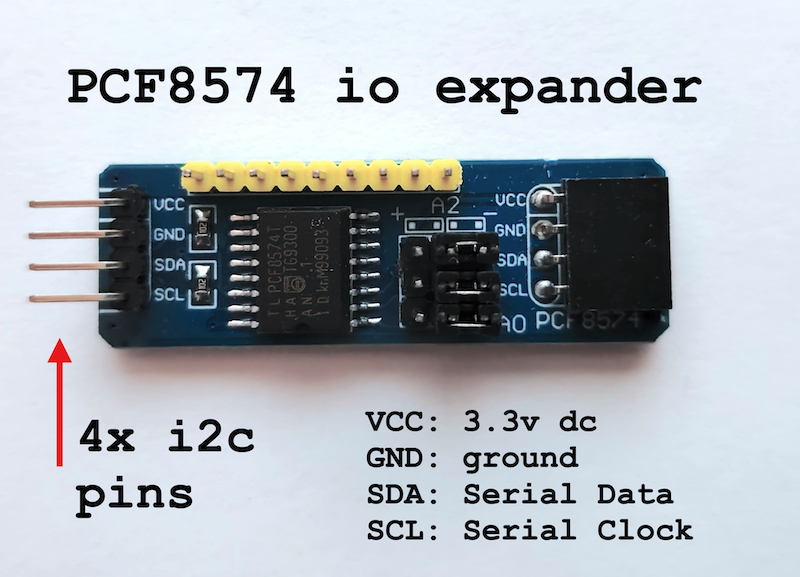 PCF8574 io expander
VCC
GND
SDA
SCL
PCF8574T
TG9300
+ A2 -
VCC
GND
SDA
SCL
A0 PCF8574
4x i2c
pins
VCC: 3.3v dc
GND: ground
SDA: Serial Data
SCL: Serial Clock